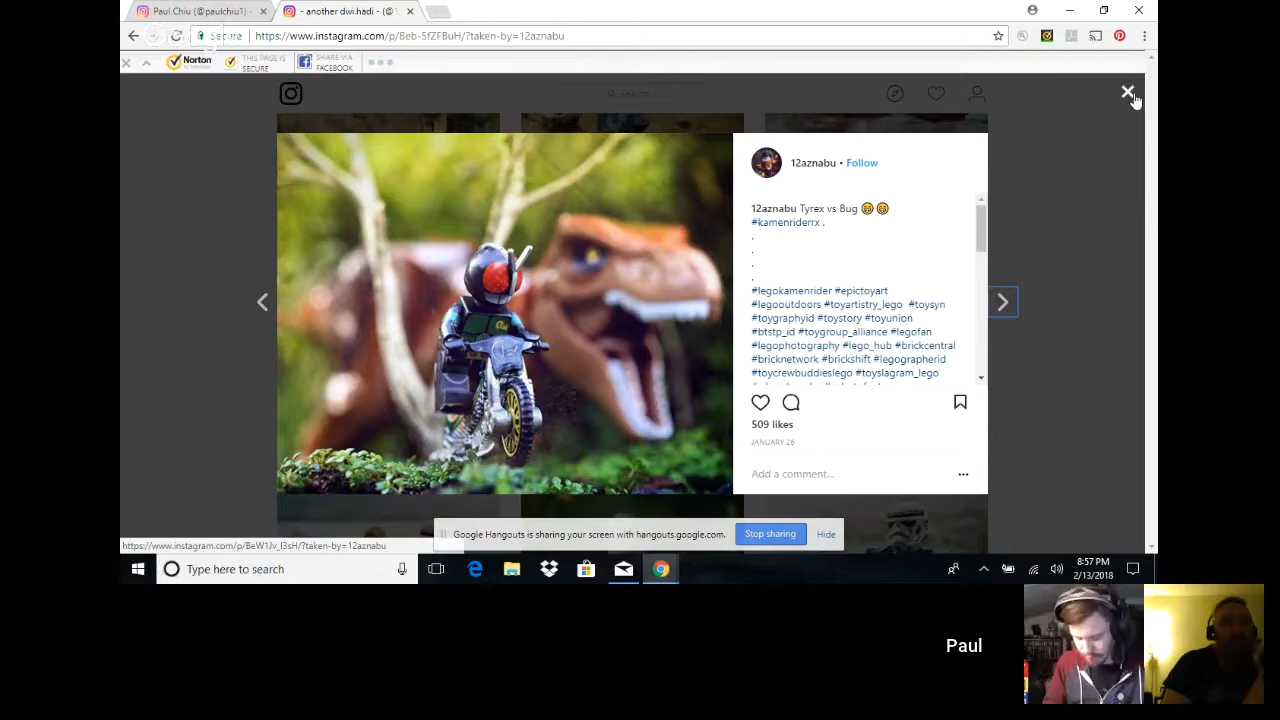 Paul Chiu (@paulchiu1) - ×
- another dwi.hadi - (@1 ×
Secure
https://www.instagram.com/p/Beb-5fZFBuH/?taken-by=12aznabu
Norton
THIS PAGE IS
SECURE
SHARE VIA
FACEBOOK
12aznabu • Follow
12aznabu Tyrex vs Bug 😁😁
#kamenriderrx .
.
.
.
.
#legokamenrider #epictoyart
#legooutdoors #toyartistry_lego #toysyn
#toygraphyid #toystory #toyunion
#btstp_id #toygroup_alliance #legofan
#legophotography #lego_hub #brickcentral
#bricknetwork #brickshift #legographerid
#toycrewbuddieslego #toyslagram_lego
509 likes
JANUARY 26
Add a comment...
Google Hangouts is sharing your screen with hangouts.google.com.
Stop sharing
Hide
https://www.instagram.com/p/BeW1Jv_l3sH/?taken-by=12aznabu
Type here to search
8:57 PM
2/13/2018
Paul